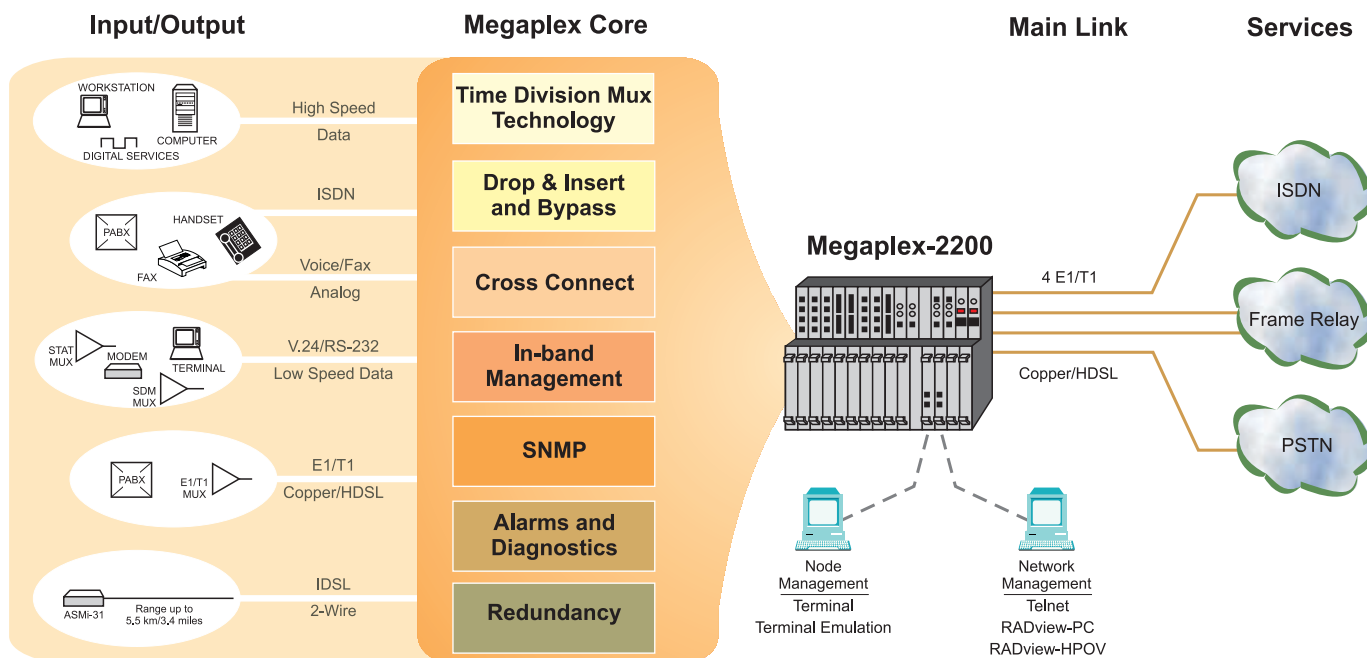 Input/Output
Megaplex Core
Main Link
Services
WORKSTATION
COMPUTER
DIGITAL SERVICES
High Speed
Data
PABX
HANDSET
FAX
ISDN
Voice/Fax
Analog
STAT
MUX
MODEM
TERMINAL
SDM
MUX
V.24/RS-232
Low Speed Data
PABX
E1/T1
MUX
E1/T1
Copper/HDSL
ASMi-31
Range up to
5.5 km/3.4 miles
IDSL
2-Wire
Time Division Mux
Technology
Drop & Insert
and Bypass
Cross Connect
In-band
Management
SNMP
Alarms and
Diagnostics
Redundancy
Megaplex-2200
4 E1/T1
Copper/HDSL
ISDN
Frame Relay
PSTN
Node
Management
Terminal
Terminal Emulation
Network
Management
Telnet
RADview-PC
RADview-HPOV